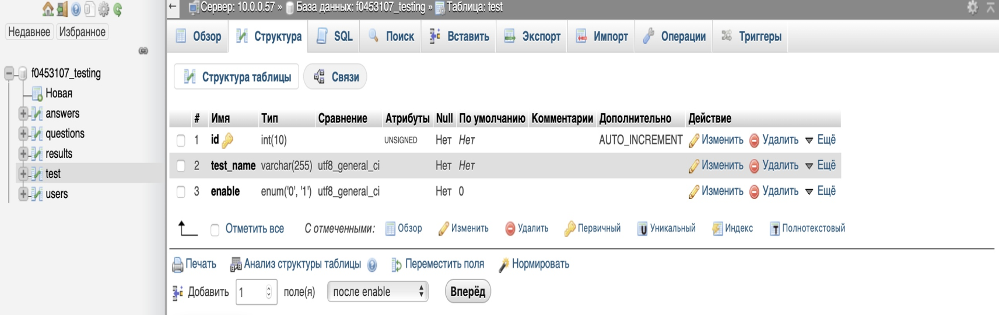 Сервер: 10.0.0.57 » База данных: f0453107_testing » Таблица: test
Недавнее Избранное
f0453107_testing
Новая
answers
questions
results
test
users
Обзор Структура SQL Поиск Вставить Экспорт Импорт Операции Триггеры
Структура таблицы Связи
# Имя Тип Сравнение Атрибуты Null По умолчанию Комментарии Дополнительно Действие
1 id int(10) UNSIGNED Нет Нет AUTO_INCREMENT Изменить Удалить Ещё
2 test_name varchar(255) utf8_general_ci Нет Нет Изменить Удалить Ещё
3 enable enum('0', '1') utf8_general_ci Нет 0 Изменить Удалить Ещё
Отметить все С отмеченными: Обзор Изменить Удалить Первичный Уникальный Индекс Полнотекстовый
Печать Анализ структуры таблицы Переместить поля Нормировать
Добавить 1 поле(я) после enable Вперёд